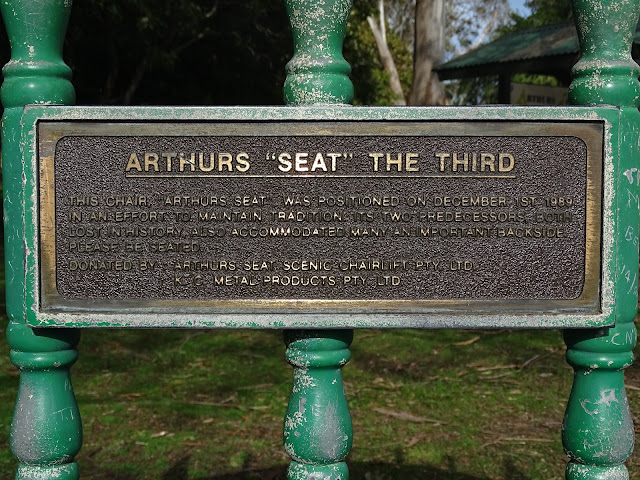 ARTHURS "SEAT" THE THIRD
THIS CHAIR, "ARTHURS SEAT", WAS POSITIONED ON DECEMBER 1ST 1989
IN AN EFFORT TO MAINTAIN TRADITION. ITS TWO PREDECESSORS, BOTH
LOST IN HISTORY, ALSO ACCOMMODATED MANY AN IMPORTANT BACKSIDE.
PLEASE BE SEATED.
DONATED BY: ARTHURS SEAT SCENIC CHAIRLIFT PTY. LTD.
METAL PRODUCTS PTY LTD